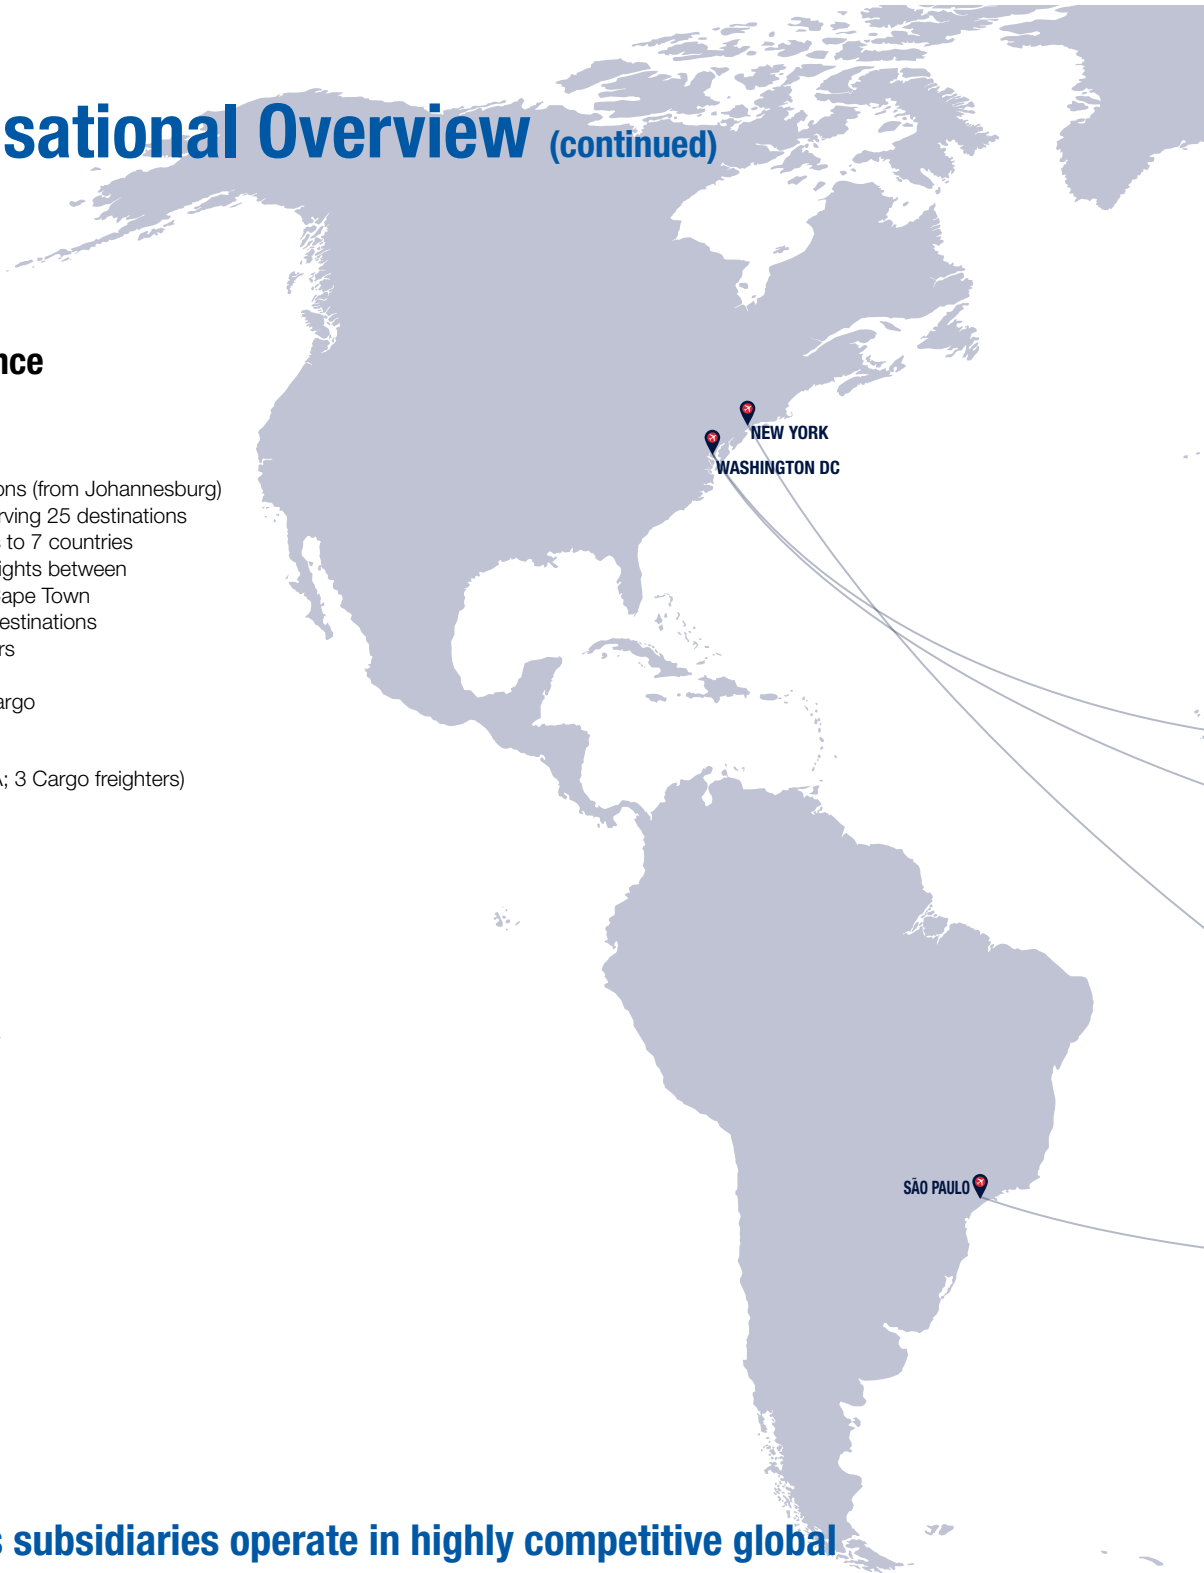 sational Overview (continued)
nce
NEW YORK
WASHINGTON DC
ons (from Johannesburg)
rving 25 destinations
s to 7 countries
ights between
Cape Town
estinations
rs
argo
A; 3 Cargo freighters)
SÃO PAULO
s subsidiaries operate in highly competitive global